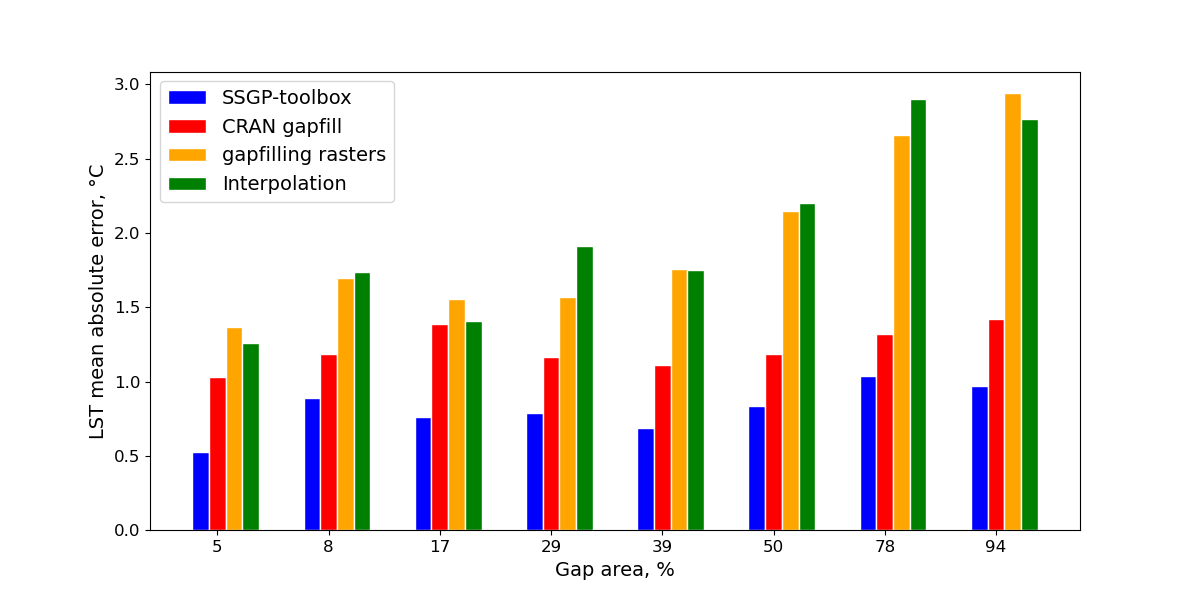 SSGP-toolbox
CRAN gapfill
gapfilling rasters
Interpolation
LST mean absolute error, °C
3.0
2.5
2.0
1.5
1.0
0.5
0.0
5 8 17 29 39 50 78 94
Gap area, %